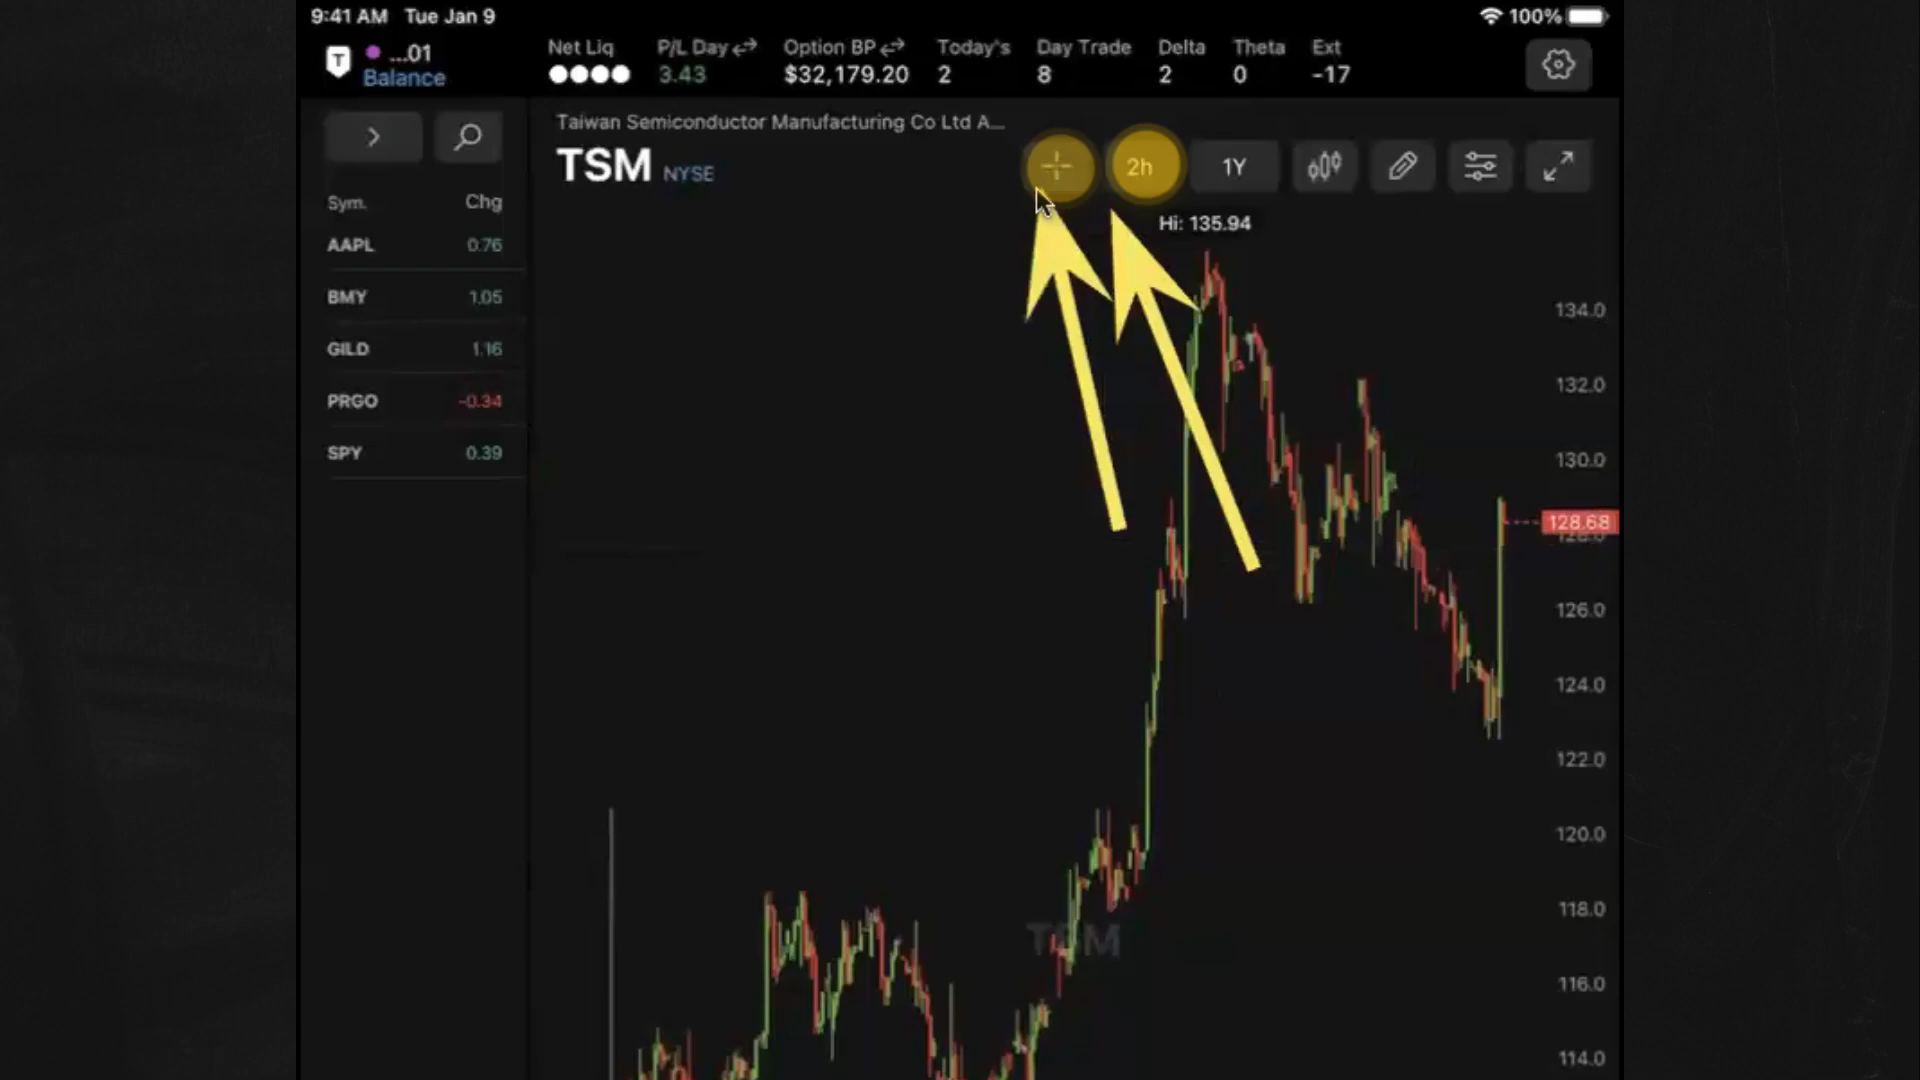 9:41 AM Tue Jan 9
100%
T
...01
Balance
Net Liq
P/L Day
3.43
Option BP
$32,179.20
Today's
2
Day Trade
8
Delta
2
Theta
0
Ext
-17
Taiwan Semiconductor Manufacturing Co Ltd A...
TSM NYSE
2h
1Y
Sym. Chg
AAPL 0.76
BMY 1.05
GILD 1.16
PRGO -0.34
SPY 0.39
Hi: 135.94
134.0
132.0
130.0
128.68
128.0
126.0
124.0
122.0
120.0
118.0
TSM
116.0
114.0